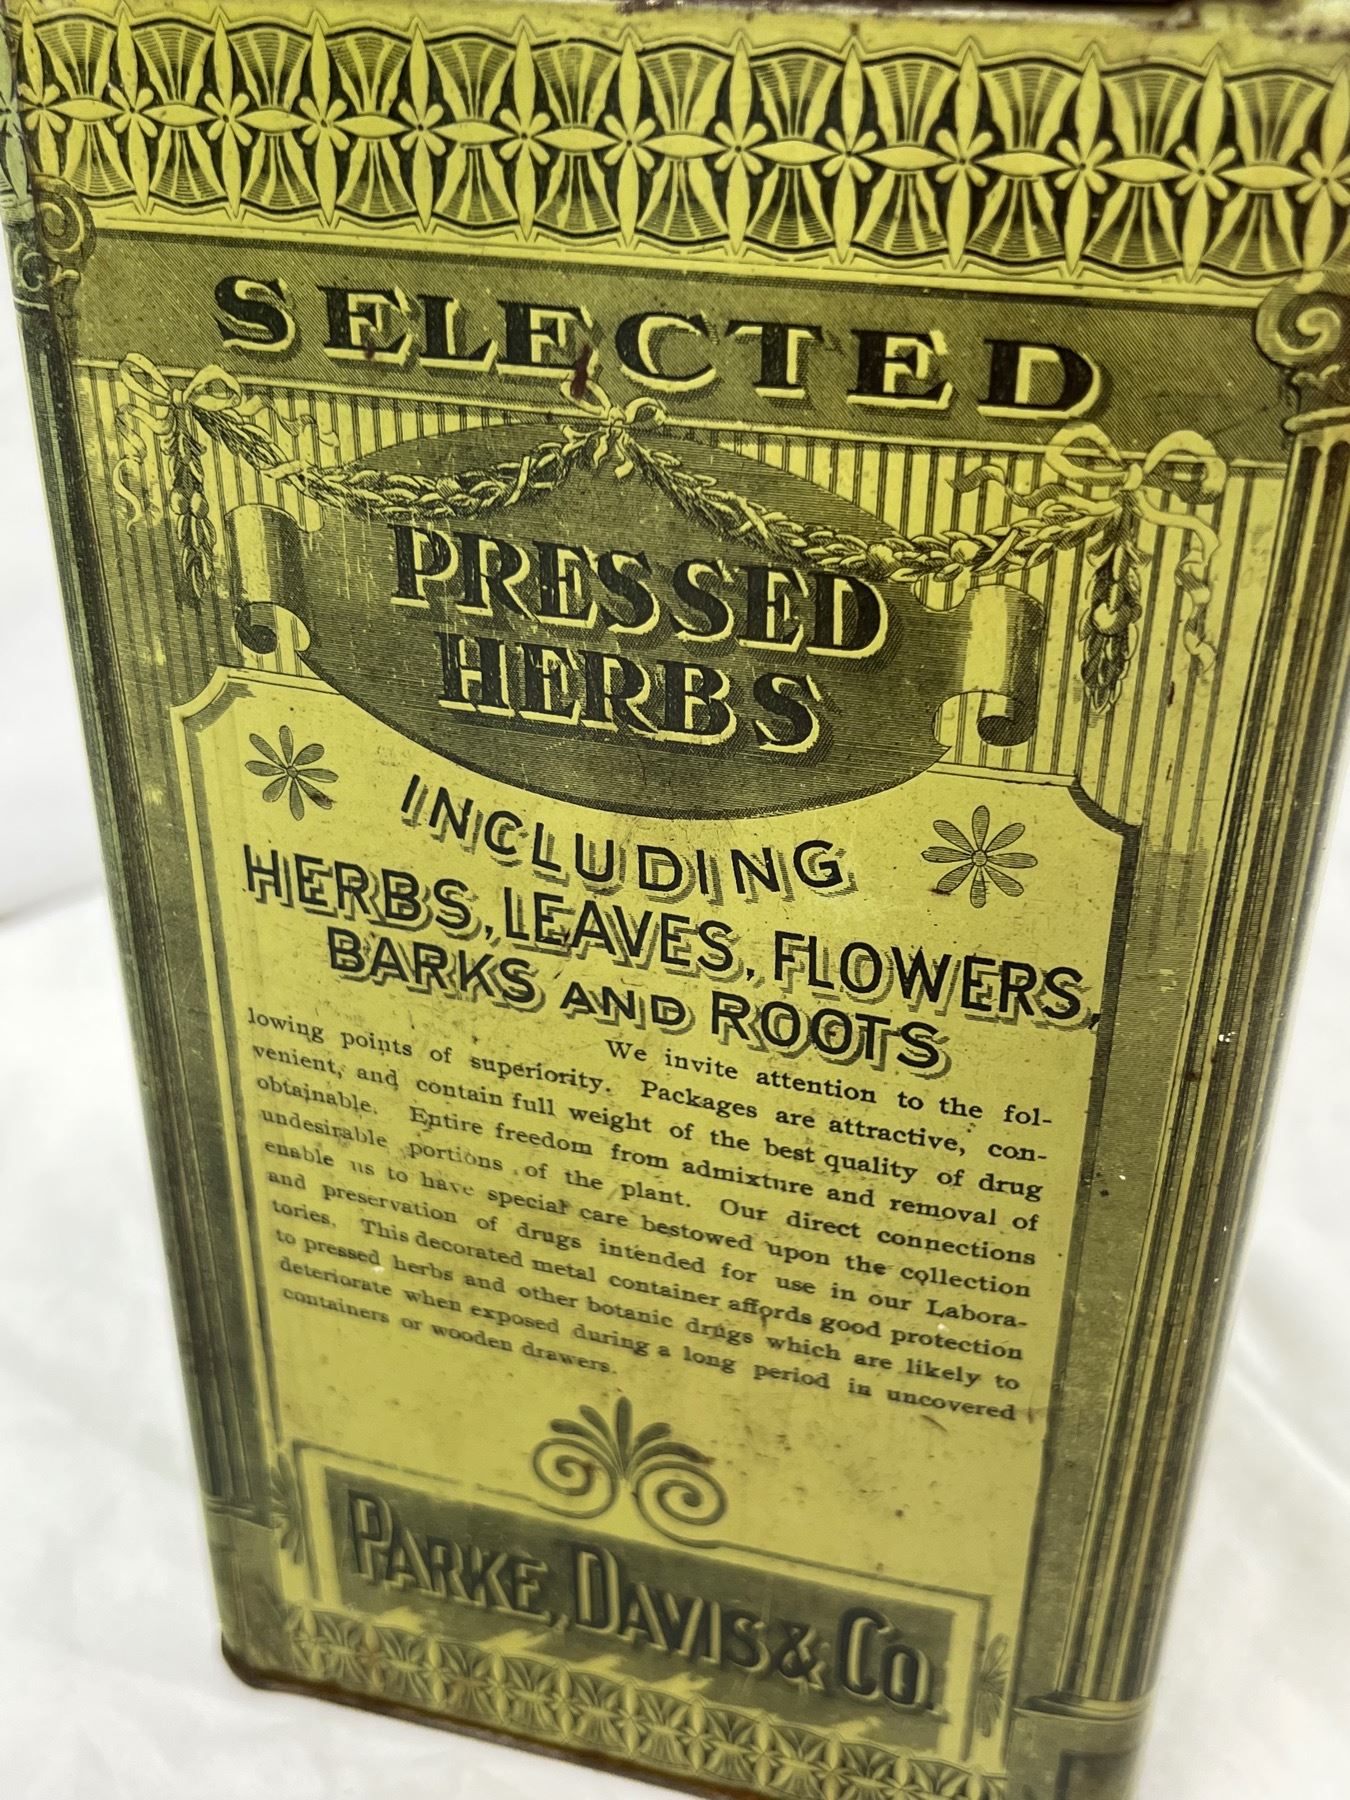 SELECTED
PRESSED
HERBS
INCLUDING
HERBS, LEAVES, FLOWERS,
BARKS AND ROOTS
We invite attention to the fol-
lowing points of superiority. Packages are attractive, con-
venient, and contain full weight of the best quality of drug
obtainable. Entire freedom from admixture and removal of
undesirable portions of the plant. Our direct connections
enable us to have special care bestowed upon the collection
and preservation of drugs intended for use in our Labora-
tories. This decorated metal container affords good protection
to pressed herbs and other botanic drugs which are likely to
deteriorate when exposed during a long period in uncovered
containers or wooden drawers.
PARKE, DAVIS & CO.